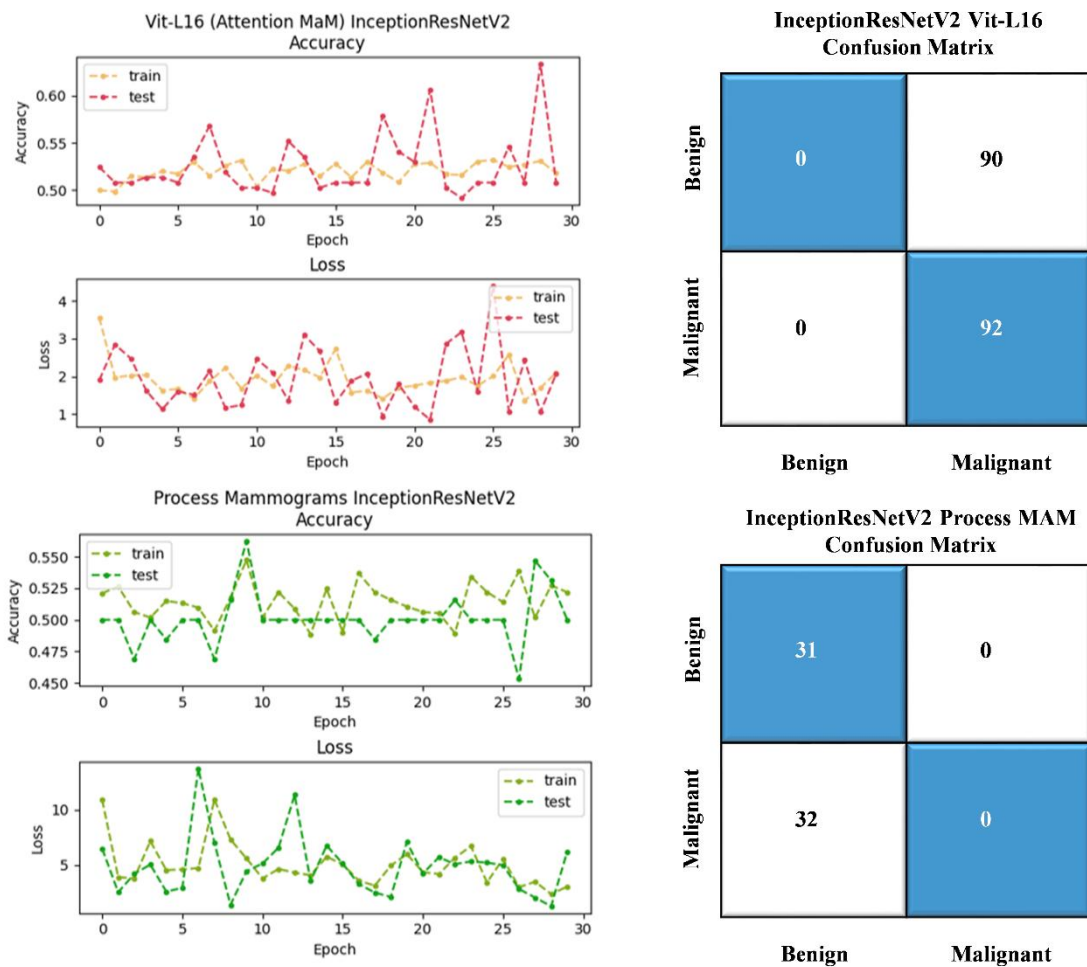 Vit-L16 (Attention MaM) InceptionResNetV2
Accuracy
train
test
0.60
0.55
0.50
Accuracy
0 5 10 15 20 25 30
Epoch
Loss
train
test
4
3
2
1
Loss
0 5 10 15 20 25 30
Epoch
InceptionResNetV2 Vit-L16
Confusion Matrix
Benign
0 90
Malignant
0 92
Benign Malignant
Process Mammograms InceptionResNetV2
Accuracy
train
test
0.550
0.525
0.500
0.475
0.450
Accuracy
0 5 10 15 20 25 30
Epoch
Loss
train
test
10
5
Loss
0 5 10 15 20 25 30
Epoch
InceptionResNetV2 Process MAM
Confusion Matrix
Benign
31 0
Malignant
32 0
Benign Malignant